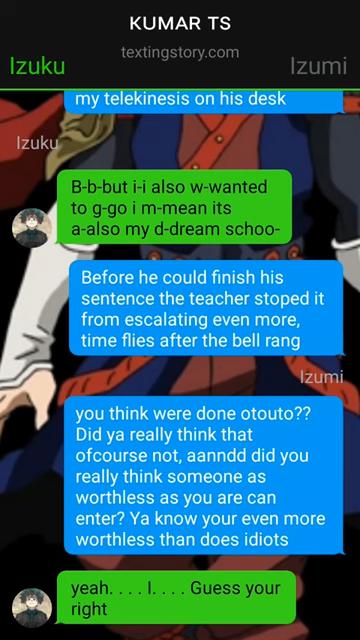 KUMAR TS
textingstory.com
Izuku
Izumi
my telekinesis on his desk
Izuku
B-b-but i-i also w-wanted
to g-go i m-mean its
a-also my d-dream schoo-
Before he could finish his
sentence the teacher stoped it
from escalating even more,
time flies after the bell rang
Izumi
you think were done otouto??
Did ya really think that
ofcourse not, aanndd did you
really think someone as
worthless as you are can
enter? Ya know your even more
worthless than does idiots
yeah. . . . I. . . . Guess your
right